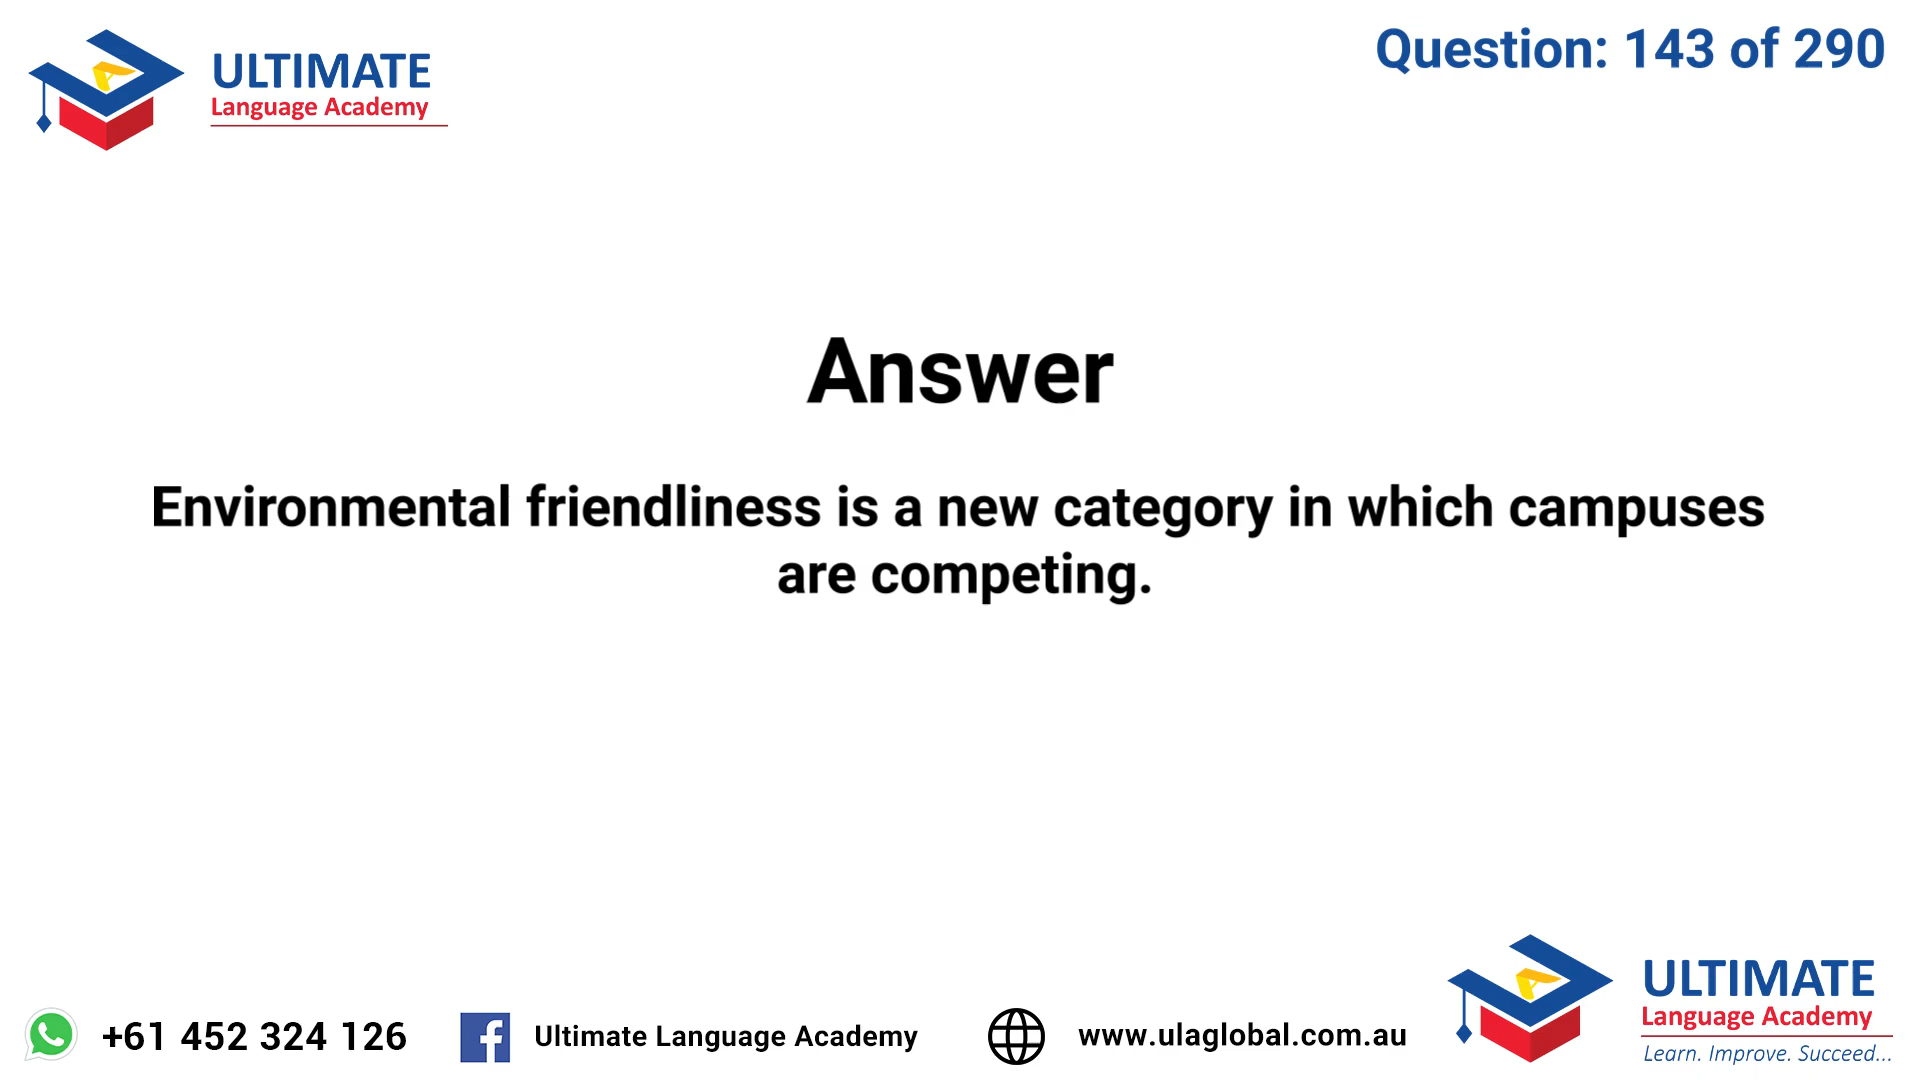 ULTIMATE
Language Academy
Question: 143 of 290
Answer
Environmental friendliness is a new category in which campuses
are competing.
+61 452 324 126
Ultimate Language Academy
www.ulaglobal.com.au
ULTIMATE
Language Academy
Learn. Improve. Succeed...